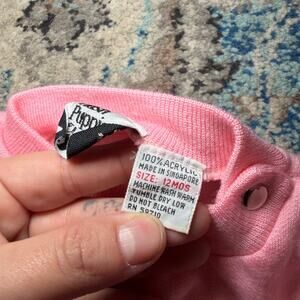 Puppy
100% ACRYLIC
MADE IN SINGAPORE
SIZE: 12MOS
MACHINE WASH WARM
TUMBLE DRY LOW
DO NOT BLEACH
RN 59710